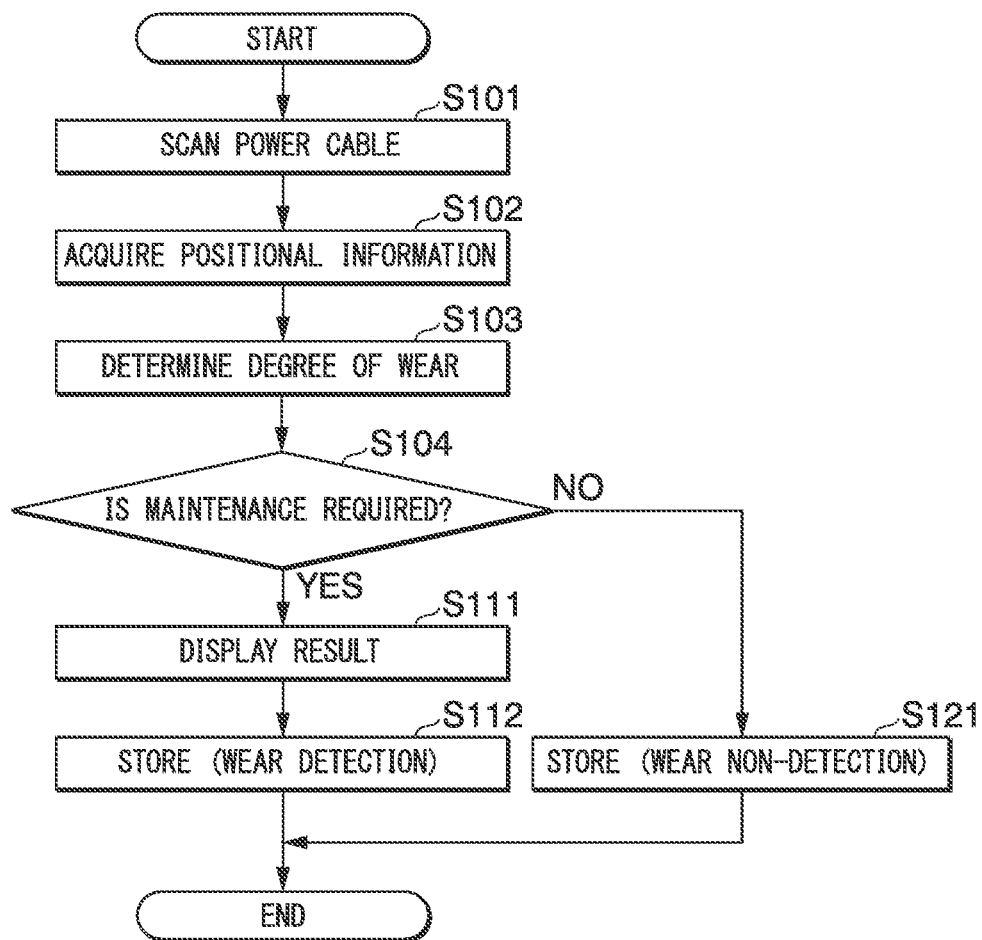 START
S101
SCAN POWER CABLE
S102
ACQUIRE POSITIONAL INFORMATION
S103
DETERMINE DEGREE OF WEAR
S104
IS MAINTENANCE REQUIRED?
NO
YES
S111
DISPLAY RESULT
S112
STORE (WEAR DETECTION)
S121
STORE (WEAR NON-DETECTION)
END